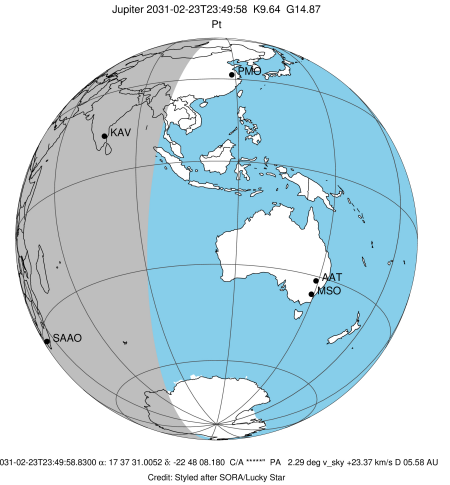 Jupiter 2031-02-23T23:49:58 K9.64 G14.87
Pt
PMO
KAV
AAT
MSO
SAAO
031-02-23T23:49:58.8300 α: 17 37 31.0052 δ: -22 48 08.180 C/A *****" PA 2.29 deg v_sky +23.37 km/s D 05.58 AU
Credit: Styled after SORA/Lucky Star